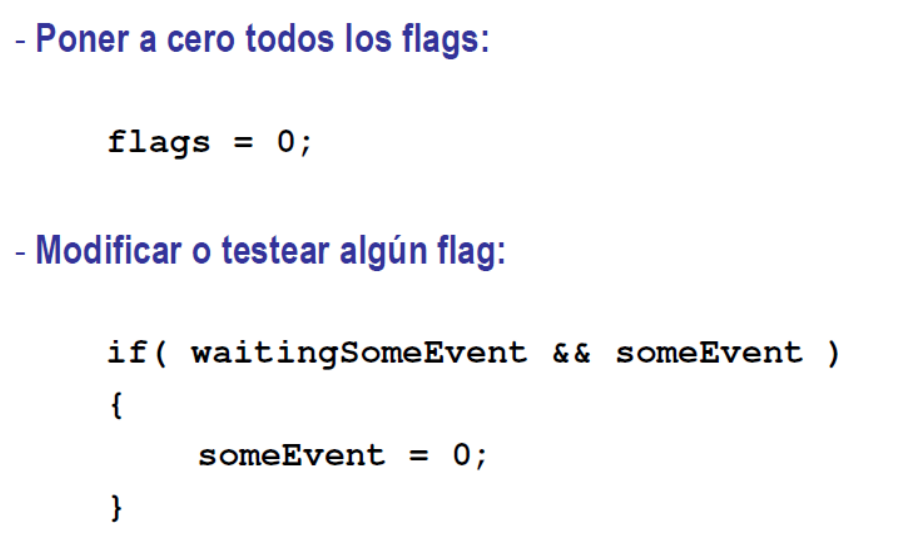 - Poner a cero todos los flags:
flags = 0;
- Modificar o testear algún flag:
if( waitingSomeEvent && someEvent )
{
someEvent = 0;
}